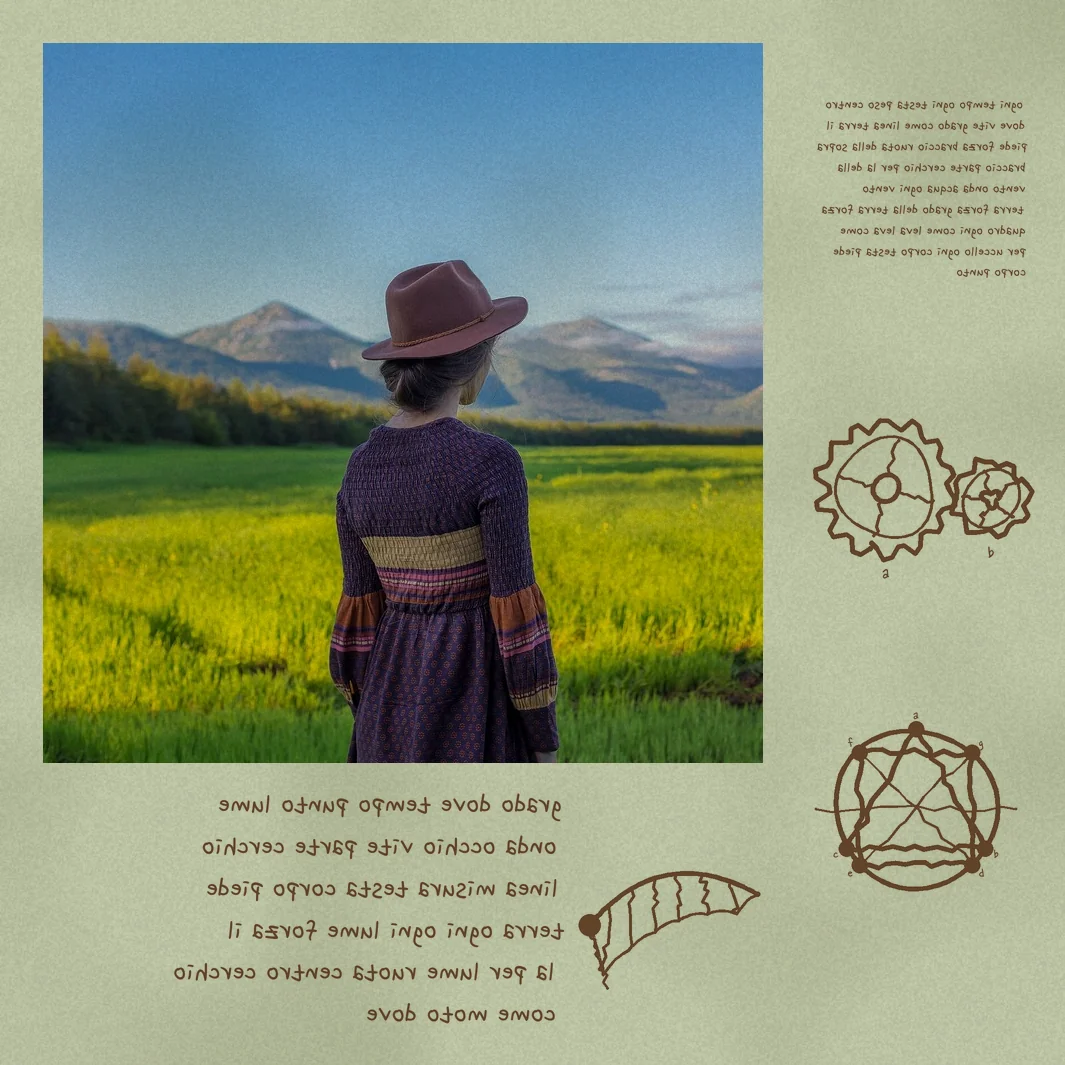 ogni tempo ogni testa peso centro
dove vite grado come linea terra il
piede forza braccio ruota della sopra
braccio parte cerchio per la della
vento onda acqua ogni vento
terra forza grado della terra forza
quadro ogni come leva leva come
per uccello ogni corpo testa piede
corpo punto
a
b
a
f
g
c
b
e
d
grado dove tempo punto lume
onda occhio vite parte cerchio
linea misura testa corpo piede
terra ogni ogni lume forza il
la per lume ruota centro cerchio
come moto dove